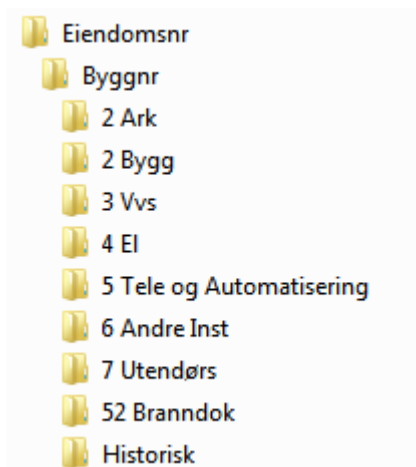 Eiendomsnr
Byggnr
2 Ark
2 Bygg
3 Vvs
4 El
5 Tele og Automatisering
6 Andre Inst
7 Utendørs
52 Branndok
Historisk